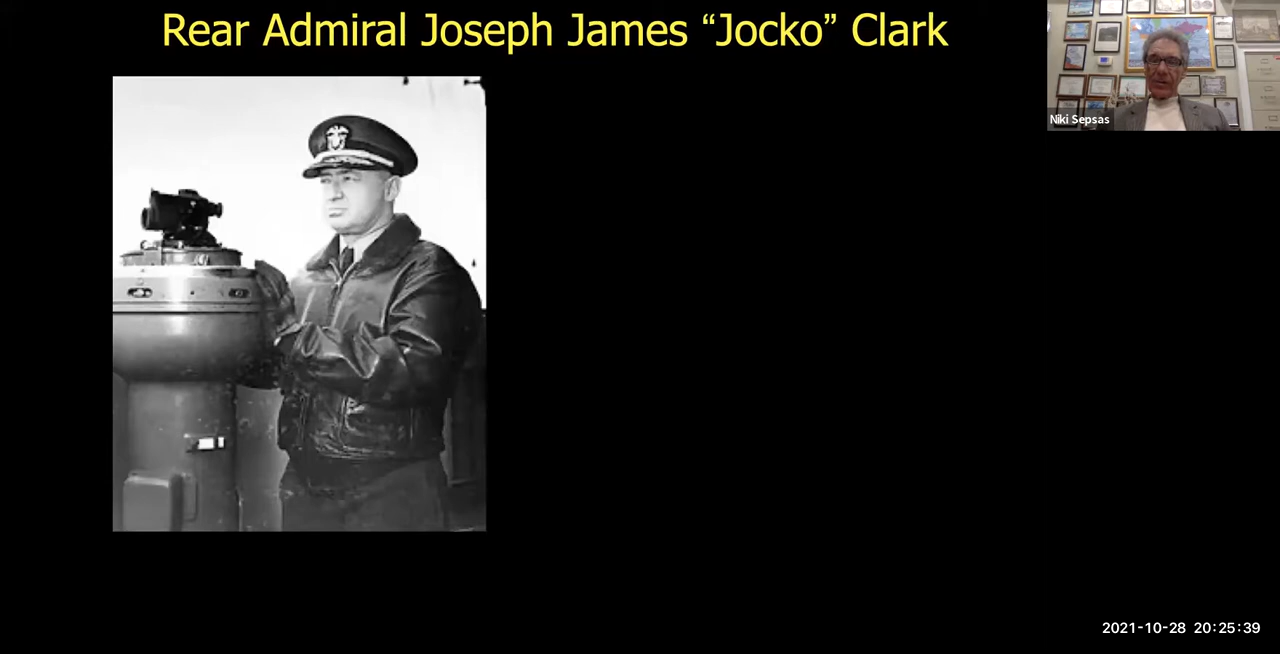 Rear Admiral Joseph James “Jocko” Clark
Niki Sepsas
2021-10-28 20:25:39